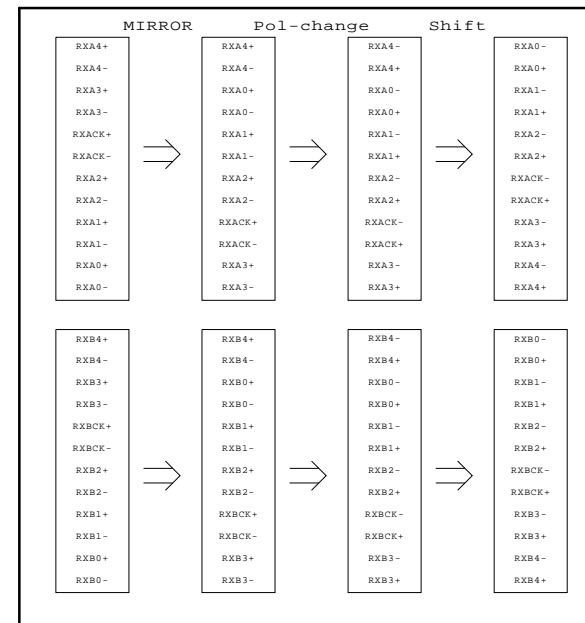 MIRROR Pol-change Shift
RXA4+ RXA4+ RXA4- RXA0-
RXA4- RXA4- RXA4+ RXA0+
RXA3+ RXA0+ RXA0- RXA1-
RXA3- RXA0- RXA0+ RXA1+
RXACK+ RXA1+ RXA1- RXA2-
RXACK- RXA1- RXA1+ RXA2+
RXA2+ RXA2+ RXA2- RXACK-
RXA2- RXA2- RXA2+ RXACK+
RXA1+ RXACK+ RXACK- RXA3-
RXA1- RXACK- RXACK+ RXA3+
RXA0+ RXA3+ RXA3- RXA4-
RXA0- RXA3- RXA3+ RXA4+
RXB4+ RXB4+ RXB4- RXB0-
RXB4- RXB4- RXB4+ RXB0+
RXB3+ RXB0+ RXB0- RXB1-
RXB3- RXB0- RXB0+ RXB1+
RXBCK+ RXB1+ RXB1- RXB2-
RXBCK- RXB1- RXB1+ RXB2+
RXB2+ RXB2+ RXB2- RXBCK-
RXB2- RXB2- RXB2+ RXBCK+
RXB1+ RXBCK+ RXBCK- RXB3-
RXB1- RXBCK- RXBCK+ RXB3+
RXB0+ RXB3+ RXB3- RXB4-
RXB0- RXB3- RXB3+ RXB4+